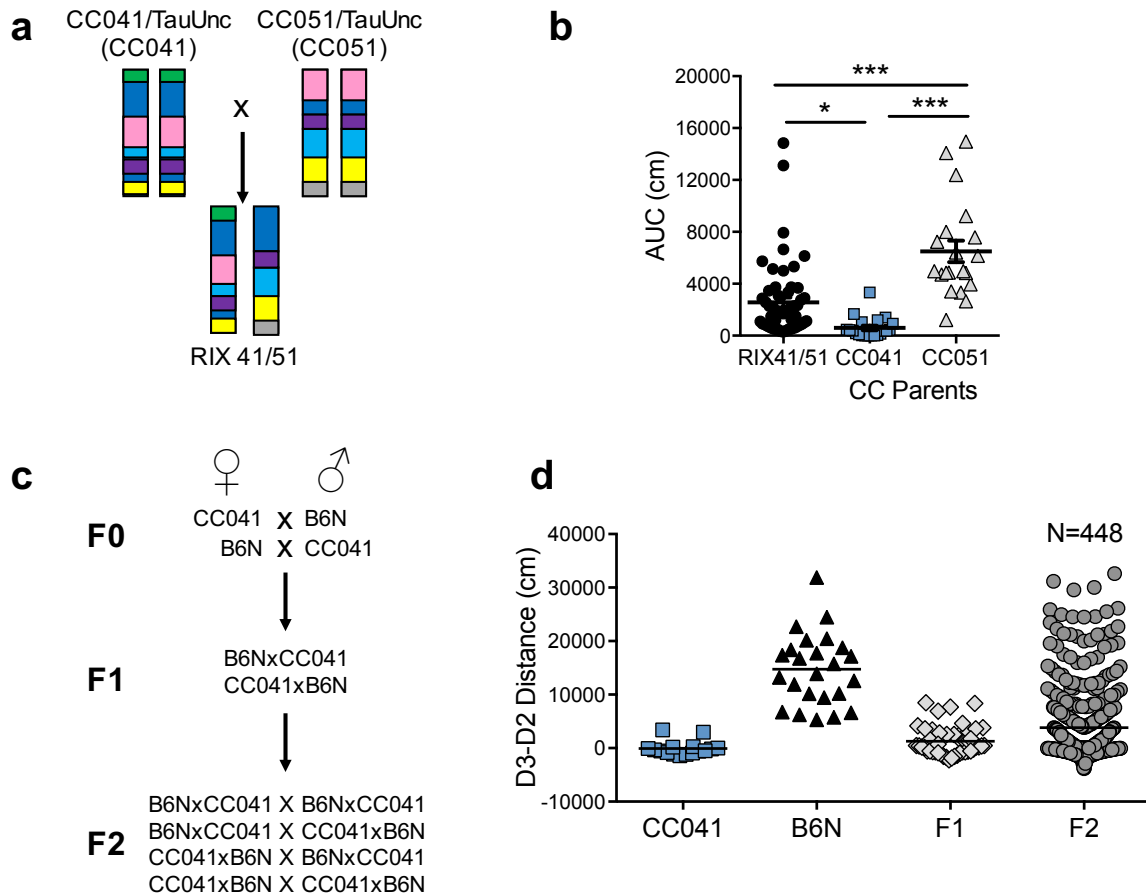 a
CC041/TauUnc
(CC041)
CC051/TauUnc
(CC051)
x
RIX 41/51
b
AUC (cm)
20000
16000
12000
8000
4000
0
***
*
***
RIX41/51
CC041
CC051
CC Parents
c
♀ ♂
F0
CC041 X B6N
B6N X CC041
F1
B6NxCC041
CC041xB6N
F2
B6NxCC041 X B6NxCC041
B6NxCC041 X CC041xB6N
CC041xB6N X B6NxCC041
CC041xB6N X CC041xB6N
d
D3-D2 Distance (cm)
40000
30000
20000
10000
0
-10000
N=448
CC041
B6N
F1
F2